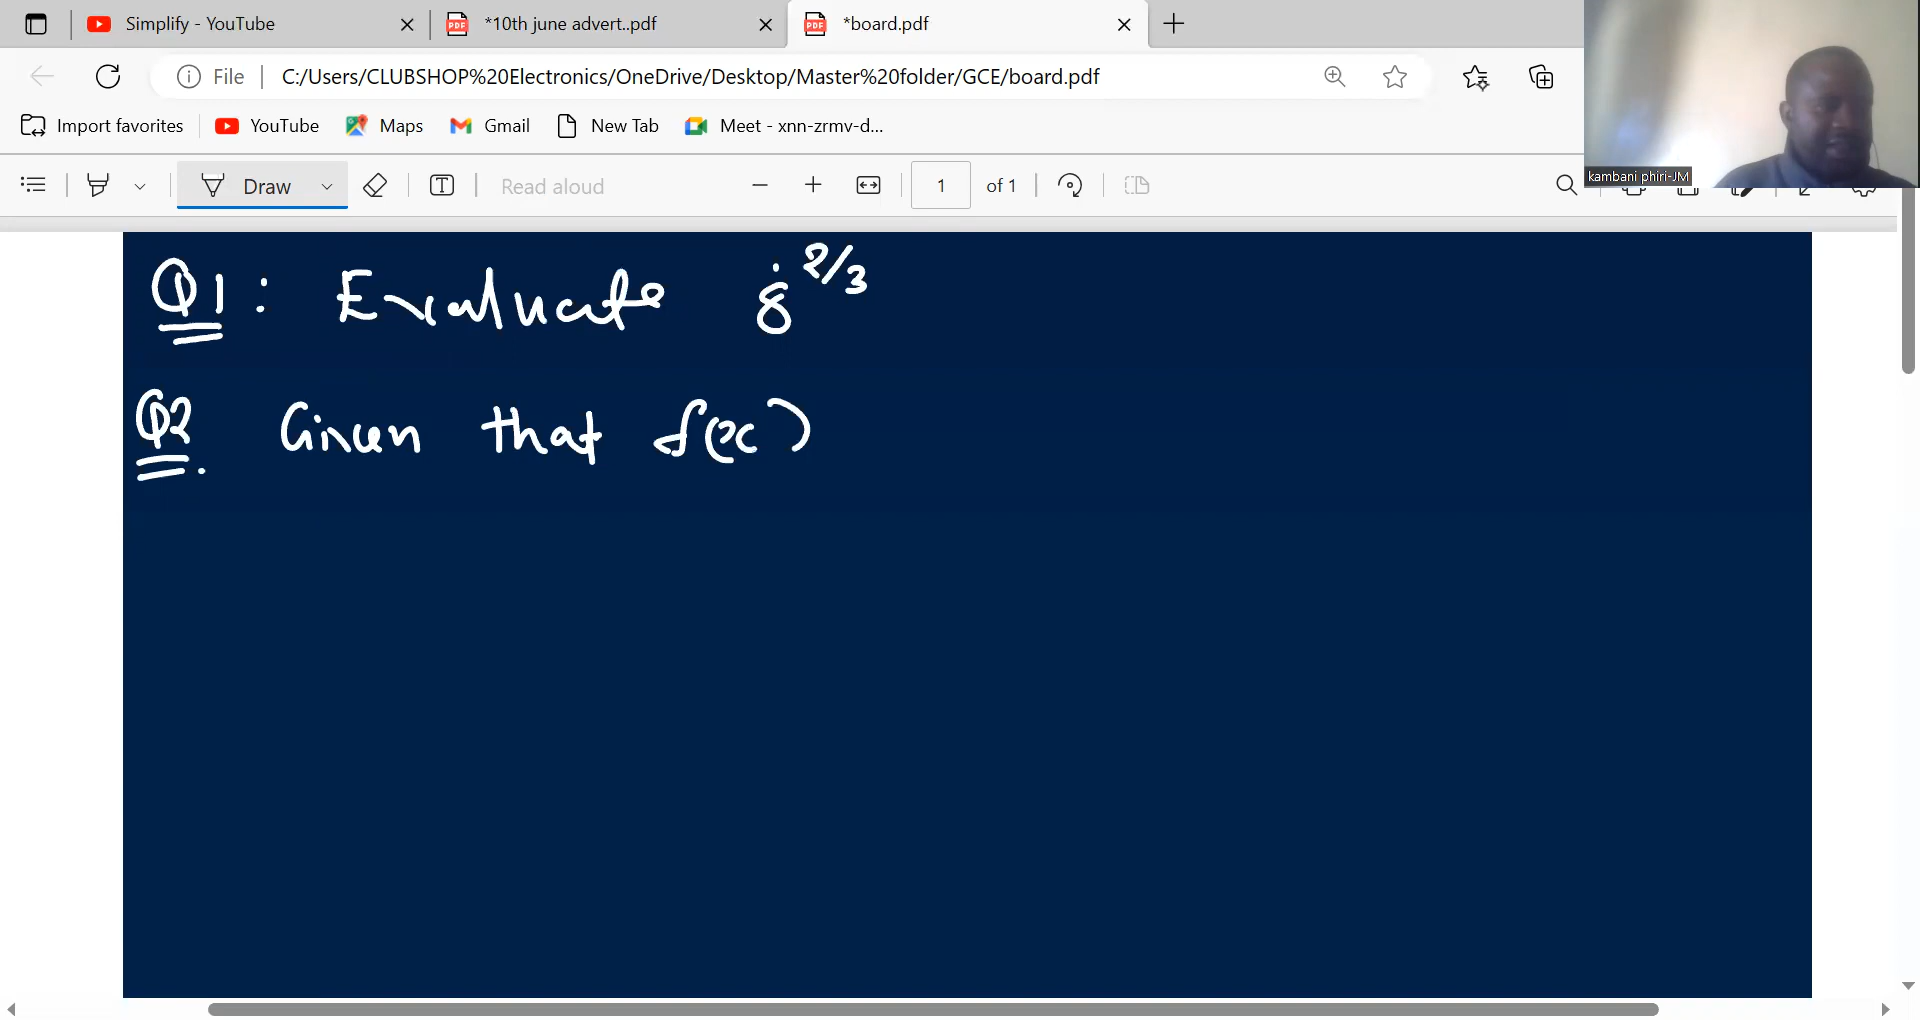 Simplify - YouTube
*10th june advert..pdf
*board.pdf
File
C:/Users/CLUBSHOP%20Electronics/OneDrive/Desktop/Master%20folder/GCE/board.pdf
Import favorites
YouTube
Maps
Gmail
New Tab
Meet - xnn-zrmv-d...
kambani phiri-JM
Draw
Read aloud
1
of 1
Q1: Evaluate 8^2/3
Q2. Given that f(x)